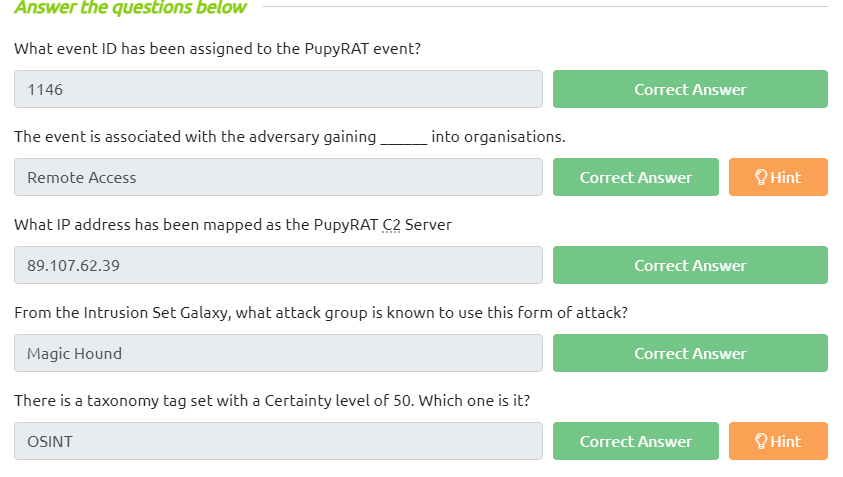 Answer the questions below
What event ID has been assigned to the PupyRAT event?
1146
Correct Answer
The event is associated with the adversary gaining ______ into organisations.
Remote Access
Correct Answer
Hint
What IP address has been mapped as the PupyRAT C2 Server
89.107.62.39
Correct Answer
From the Intrusion Set Galaxy, what attack group is known to use this form of attack?
Magic Hound
Correct Answer
There is a taxonomy tag set with a Certainty level of 50. Which one is it?
OSINT
Correct Answer
Hint